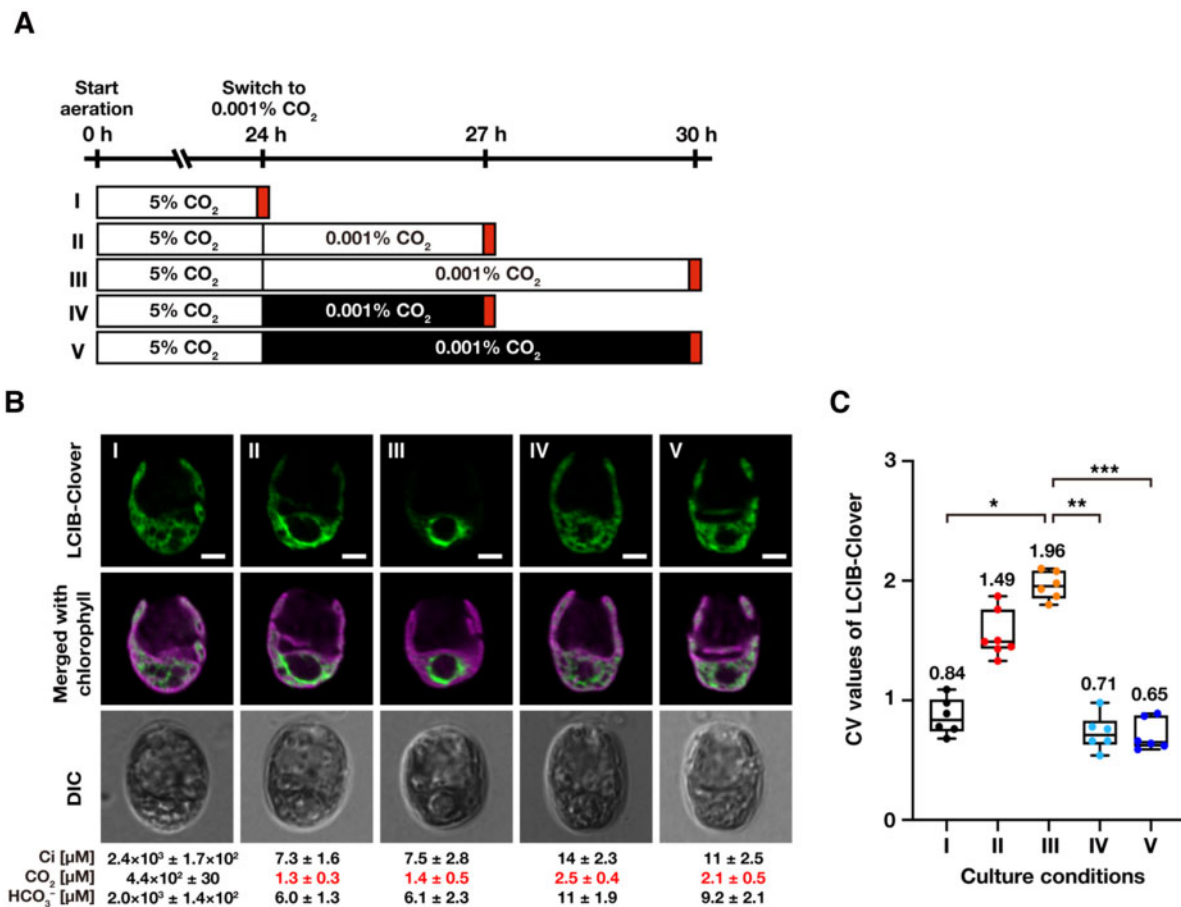 A
Start
aeration
Switch to
0.001% CO₂
0 h
24 h
27 h
30 h
I
5% CO₂
II
5% CO₂
0.001% CO₂
III
5% CO₂
0.001% CO₂
IV
5% CO₂
0.001% CO₂
V
5% CO₂
0.001% CO₂
B
LCIB-Clover
I
II
III
IV
V
Merged with
chlorophyll
DIC
Ci [μM] 2.4×10³ ± 1.7×10² 7.3 ± 1.6 7.5 ± 2.8 14 ± 2.3 11 ± 2.5
CO₂ [μM] 4.4×10² ± 30 1.3 ± 0.3 1.4 ± 0.5 2.5 ± 0.4 2.1 ± 0.5
HCO₃⁻ [μM] 2.0×10³ ± 1.4×10² 6.0 ± 1.3 6.1 ± 2.3 11 ± 1.9 9.2 ± 2.1
C
CV values of LCIB-Clover
3
2
1
0
*
**
***
0.84
1.49
1.96
0.71
0.65
I
II
III
IV
V
Culture conditions